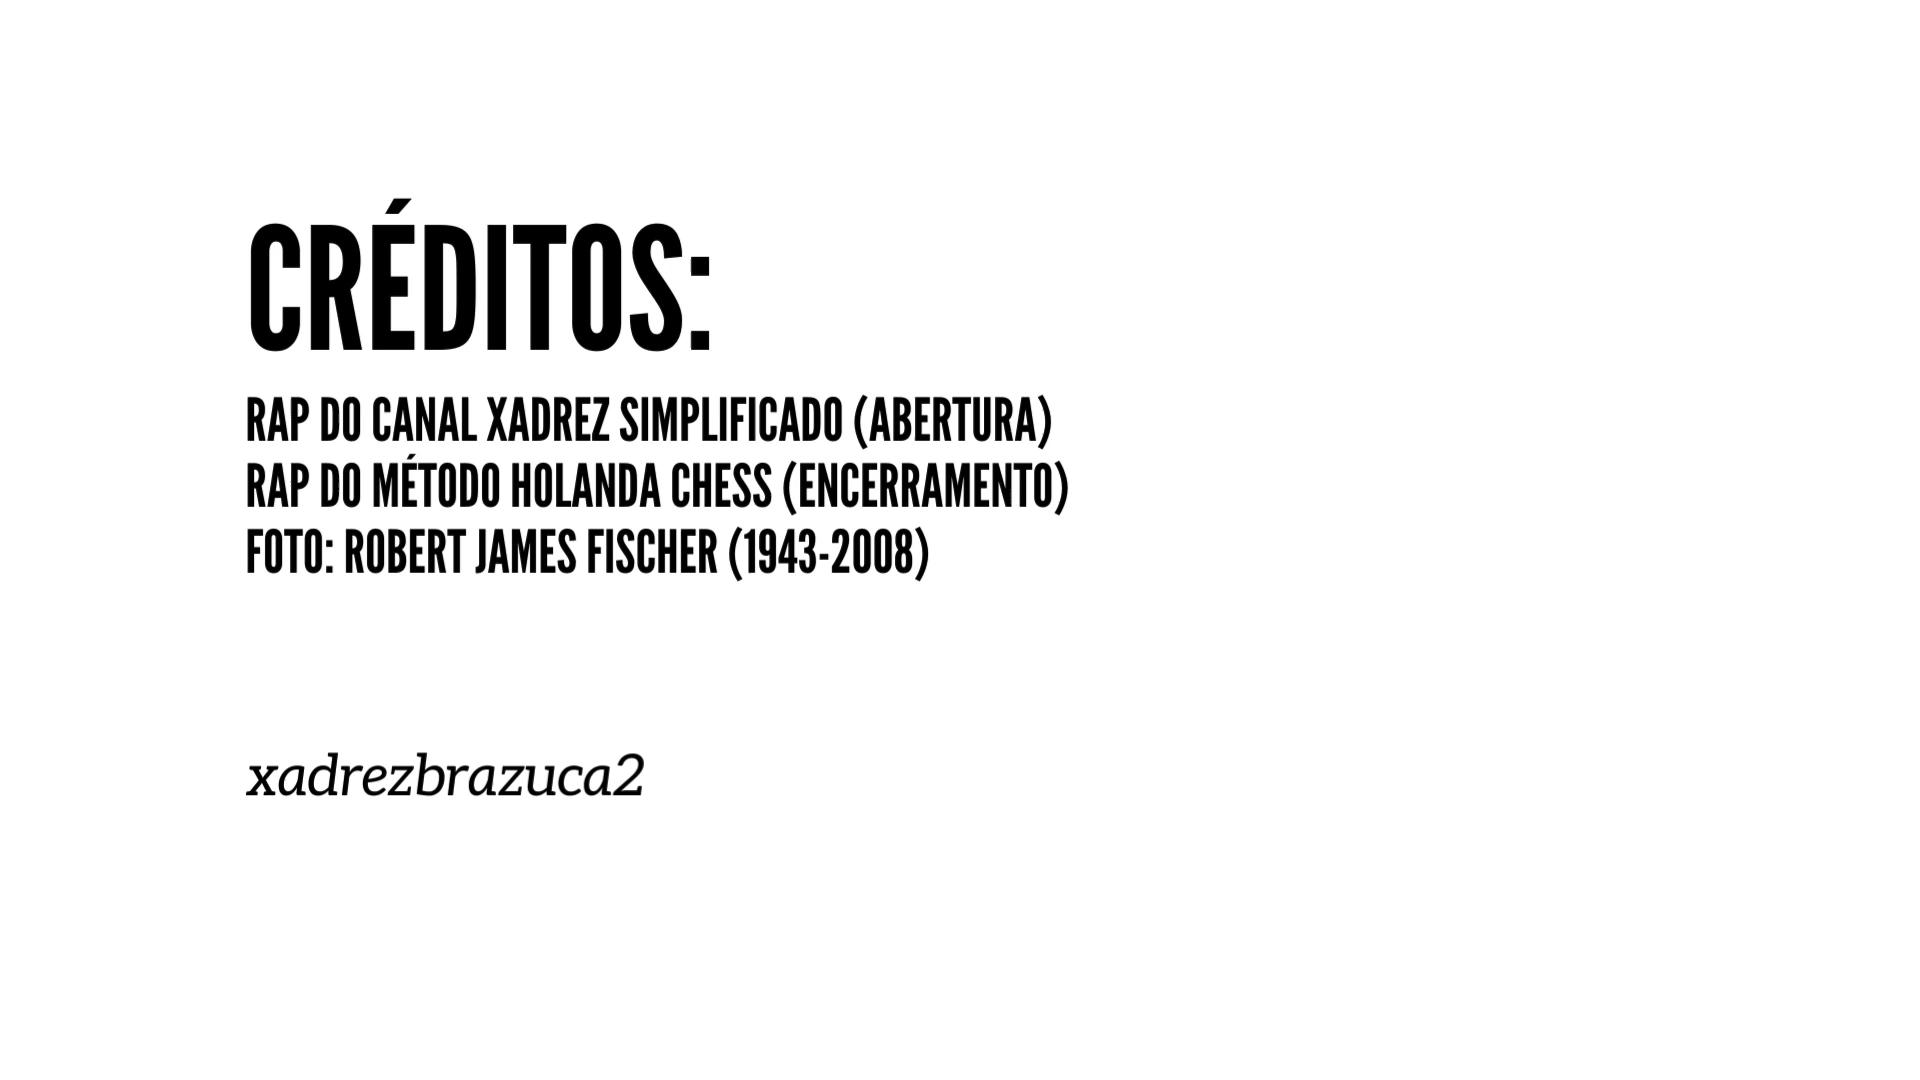 CRÉDITOS:
RAP DO CANAL XADREZ SIMPLIFICADO (ABERTURA)
RAP DO MÉTODO HOLANDA CHESS (ENCERRAMENTO)
FOTO: ROBERT JAMES FISCHER (1943-2008)
xadrezbrazuca2